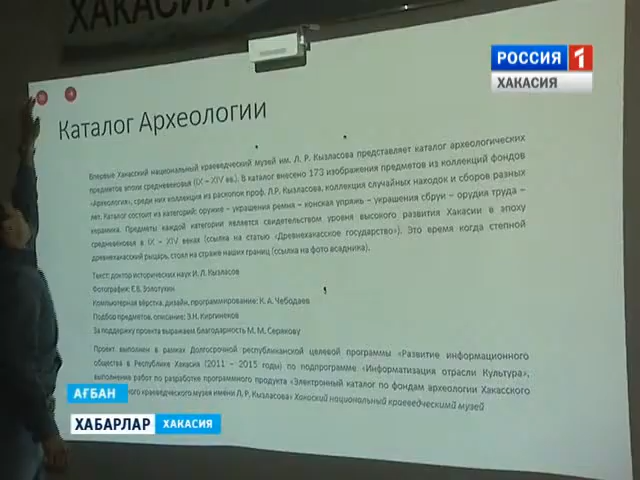 ХАКАСИЯ
РОССИЯ 1
ХАКАСИЯ
Каталог Археологии
Впервые Хакасский национальный краеведческий музей им. Л. Р. Кызласова представляет каталог археологических
предметов эпохи средневековья (IX – XIV вв.). В каталог внесено 173 изображения предметов из коллекций фондов
«Археология», среди них коллекция из раскопок проф. Л.Р. Кызласова, коллекция случайных находок и сборов разных
лет. Каталог состоит из категорий: оружие – украшения ремня – конская упряжь – украшения сбруи – орудия труда –
керамика. Предметы каждой категории является свидетельством уровня высокого развития Хакасии в эпоху
средневековья в IX – XIV веках (ссылка на статью «Древнехакасское государство»). Это время когда степной
древнехакасский рыцарь, стоял на страже наших границ (ссылка на фото всадника).
Текст: доктор исторических наук И. Л. Кызласов
Фотографии: Е.В. Золотухин
Компьютерная вёрстка, дизайн, программирование: К. А. Чебодаев
Подбор предметов, описание: Э.Н. Киргинеков
За поддержку проекта выражаем благодарность М. М. Серякову
Проект выполнен в рамках Долгосрочной республиканской целевой программы «Развитие информационного
общества в Республике Хакасия (2011 – 2015 годы) по подпрограмме «Информатизация отрасли Культура»,
выполнения работ по разработке программного продукта «Электронный каталог по фондам археологии Хакасского
ного краеведческого музея имени Л. Р. Кызласова» Хакаский национальный краеведческимй музей
АҒБАН
ХАБАРЛАР ХАКАСИЯ